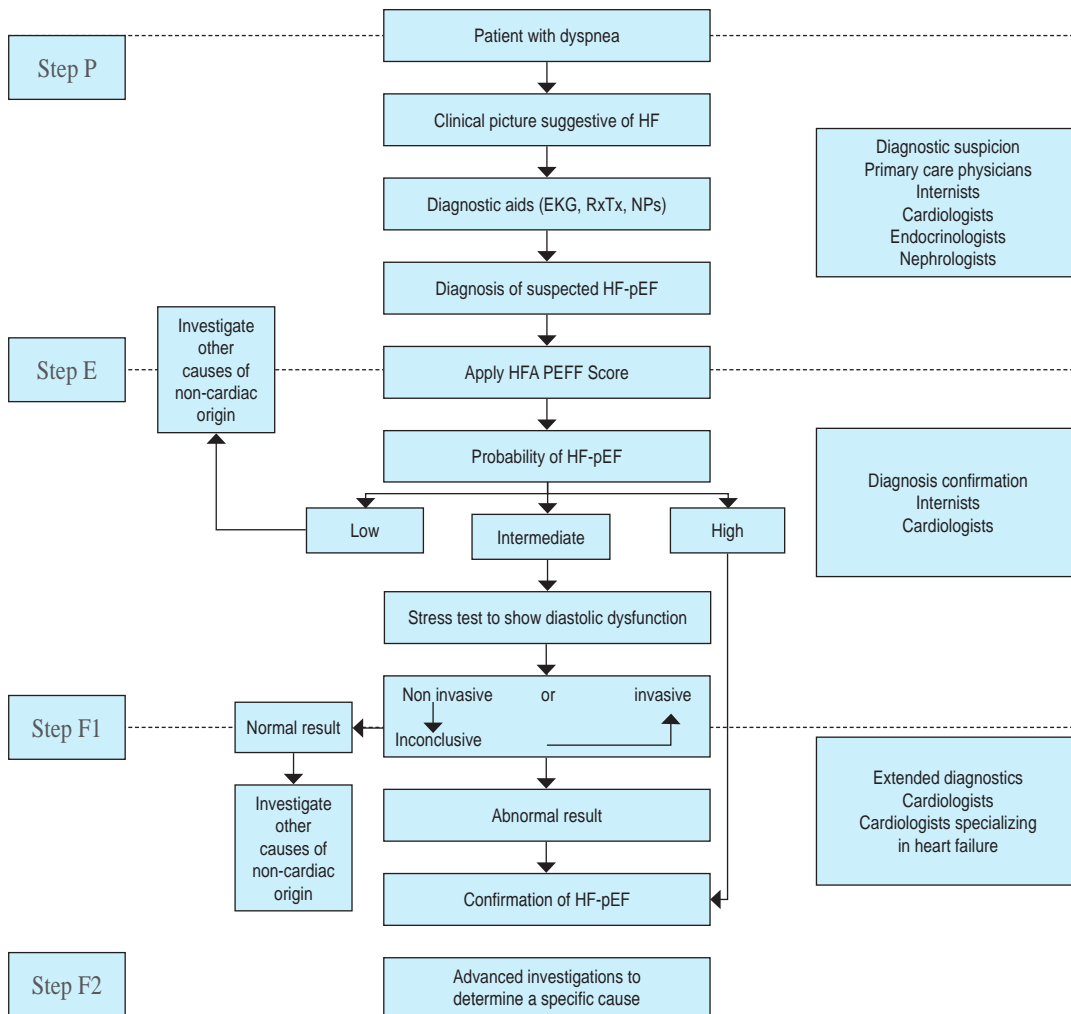 Patient with dyspnea
Step P
Clinical picture suggestive of HF
Diagnostic suspicion
Primary care physicians
Internists
Cardiologists
Endocrinologists
Nephrologists
Diagnostic aids (EKG, RxTx, NPs)
Diagnosis of suspected HF-pEF
Investigate
other
causes of
non-cardiac
origin
Step E
Apply HFA PEFF Score
Probability of HF-pEF
Diagnosis confirmation
Internists
Cardiologists
Low
Intermediate
High
Stress test to show diastolic dysfunction
Step F1
Normal result
Non invasive or invasive
Inconclusive
Investigate
other
causes of
non-cardiac
origin
Extended diagnostics
Cardiologists
Cardiologists specializing
in heart failure
Abnormal result
Confirmation of HF-pEF
Step F2
Advanced investigations to
determine a specific cause